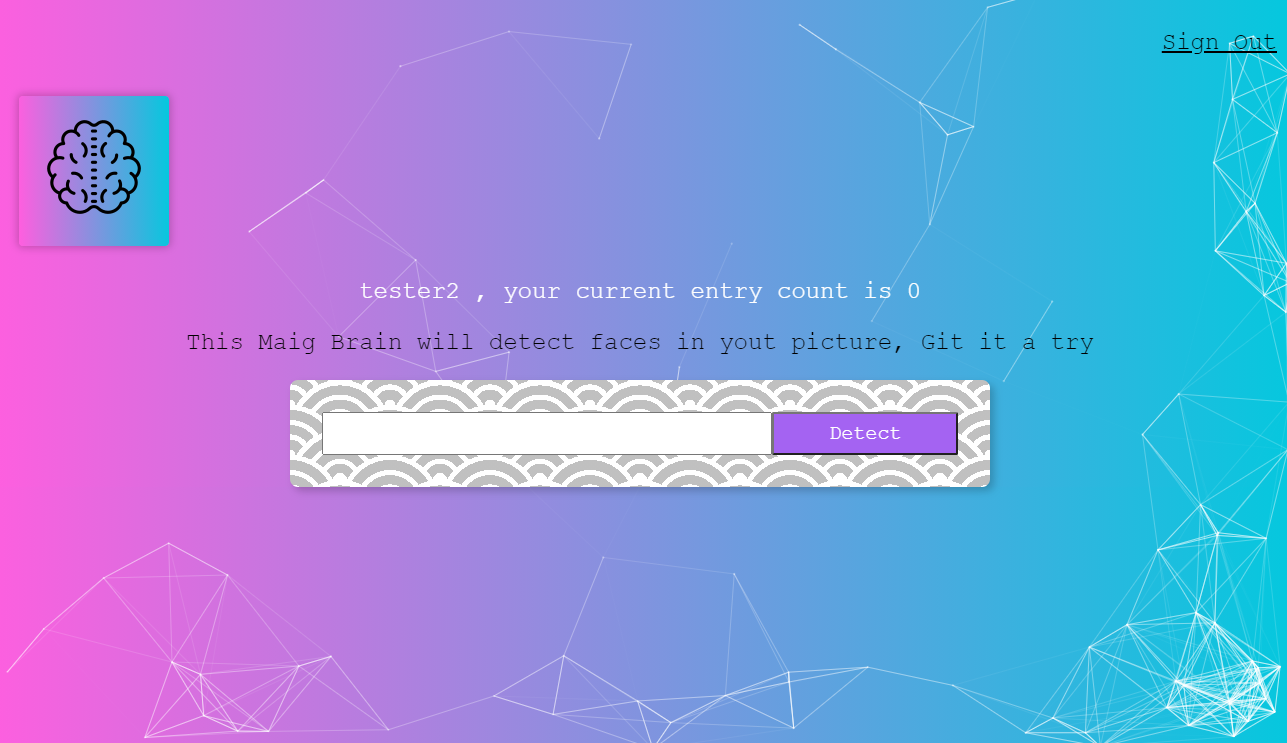 Sign Out
tester2 , your current entry count is 0
This Maig Brain will detect faces in yout picture, Git it a try
Detect